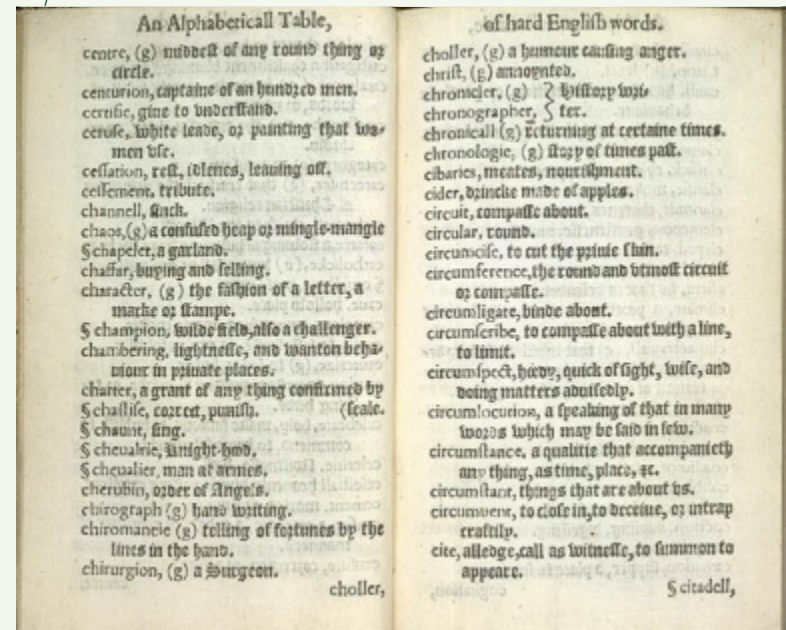 An Alphabeticall Table,
centre, (g) middest of any round thing or
circle.
centurion, captaine of an hundred men.
certifie, giue to vnderstand.
ceruse, white leade, or painting that wo-
men vse.
cessation, rest, idlenes, leauing off.
cessement, tribute.
channell, sinck.
chaos, (g) a confused heap or mingle-mangle
§ chapelet, a garland.
chaffar, buying and selling.
character, (g) the fashion of a letter, a
marke or stampe.
§ champion, wilde field, also a challenger.
chambering, lightnesse, and wanton beha-
uiour in priuate places.
charter, a grant of any thing confirmed by
§ chastise, correct, punish. (seale.
§ chaunt, sing.
§ cheualrie, knight-hood.
§ cheualier, man at armes.
cherubin, order of Angels.
chirograph (g) hand writing.
chiromancie (g) telling of fortunes by the
lines in the hand.
chirurgion, (g) a Surgeon.
choller,
of hard English words.
choller, (g) a humour causing anger.
christ, (g) annoynted.
chronicler, (g) } history wri-
chronographer, } ter.
chronicall (g) returning at certaine times.
chronologie, (g) story of times past.
cibaries, meates, nourishment.
cider, drincke made of apples.
circuit, compasse about.
circular, round.
circumcise, to cut the priuie skin.
circumference, the round and vtmost circuit
or compasse.
circumligate, binde about.
circumscribe, to compasse about with a line,
to limit.
circumspect, heedy, quick of sight, wise, and
doing matters aduisedly.
circumlocution, a speaking of that in many
words which may be said in few.
circumstance, a qualitie that accompanieth
any thing, as time, place, &c.
circumstant, things that are about vs.
circumuent, to close in, to deceiue, or intrap
craftily.
cite, alledge, call as witnesse, to summon to
appeare.
§ citadell,